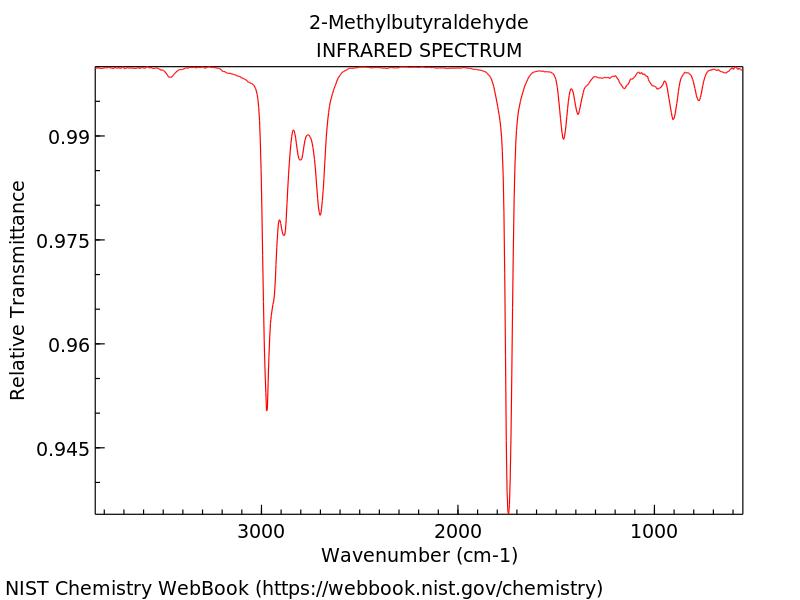 2-Methylbutyraldehyde
INFRARED SPECTRUM
0.99
0.975
0.96
0.945
Relative Transmittance
3000 2000 1000
Wavenumber (cm-1)
NIST Chemistry WebBook (https://webbook.nist.gov/chemistry)